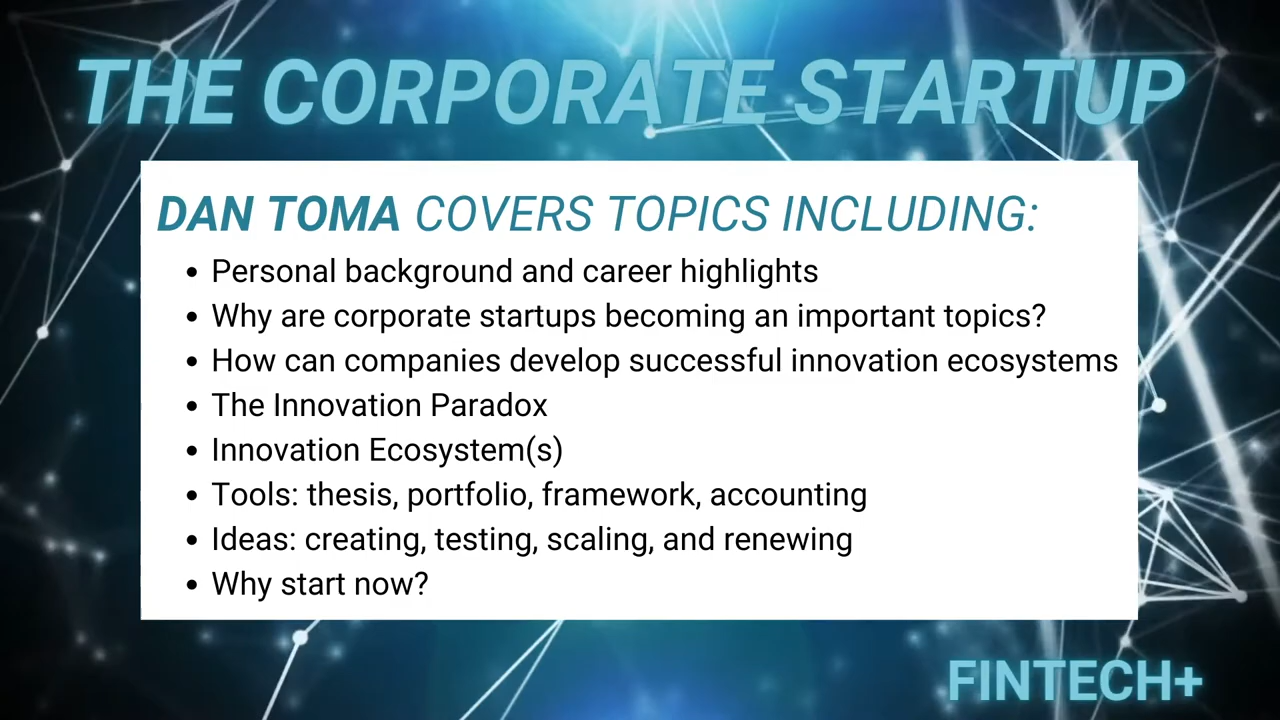 THE CORPORATE STARTUP
DAN TOMA COVERS TOPICS INCLUDING:
• Personal background and career highlights
• Why are corporate startups becoming an important topics?
• How can companies develop successful innovation ecosystems
• The Innovation Paradox
• Innovation Ecosystem(s)
• Tools: thesis, portfolio, framework, accounting
• Ideas: creating, testing, scaling, and renewing
• Why start now?
FINTECH+